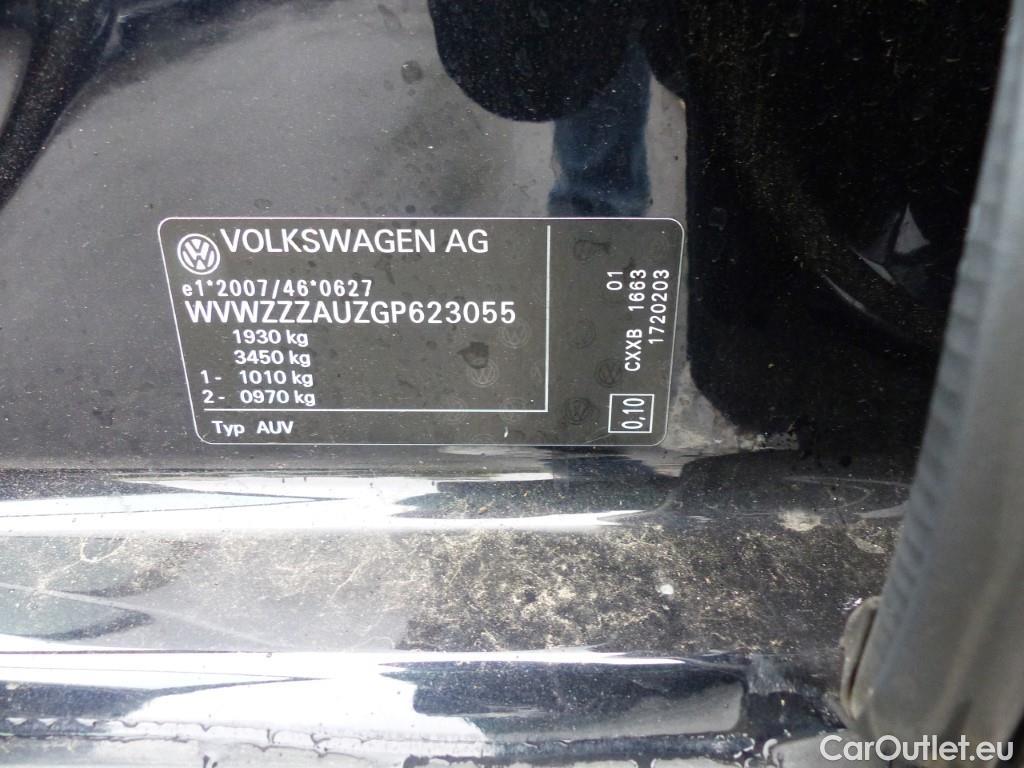 VOLKSWAGEN AG
e1*2007/46*0627
WVWZZZAUZGP623055
1930 kg
3450 kg
1- 1010 kg
2- 0970 kg
Typ AUV
01
CXXB 1663
1720203
0,10
CarOutlet.eu